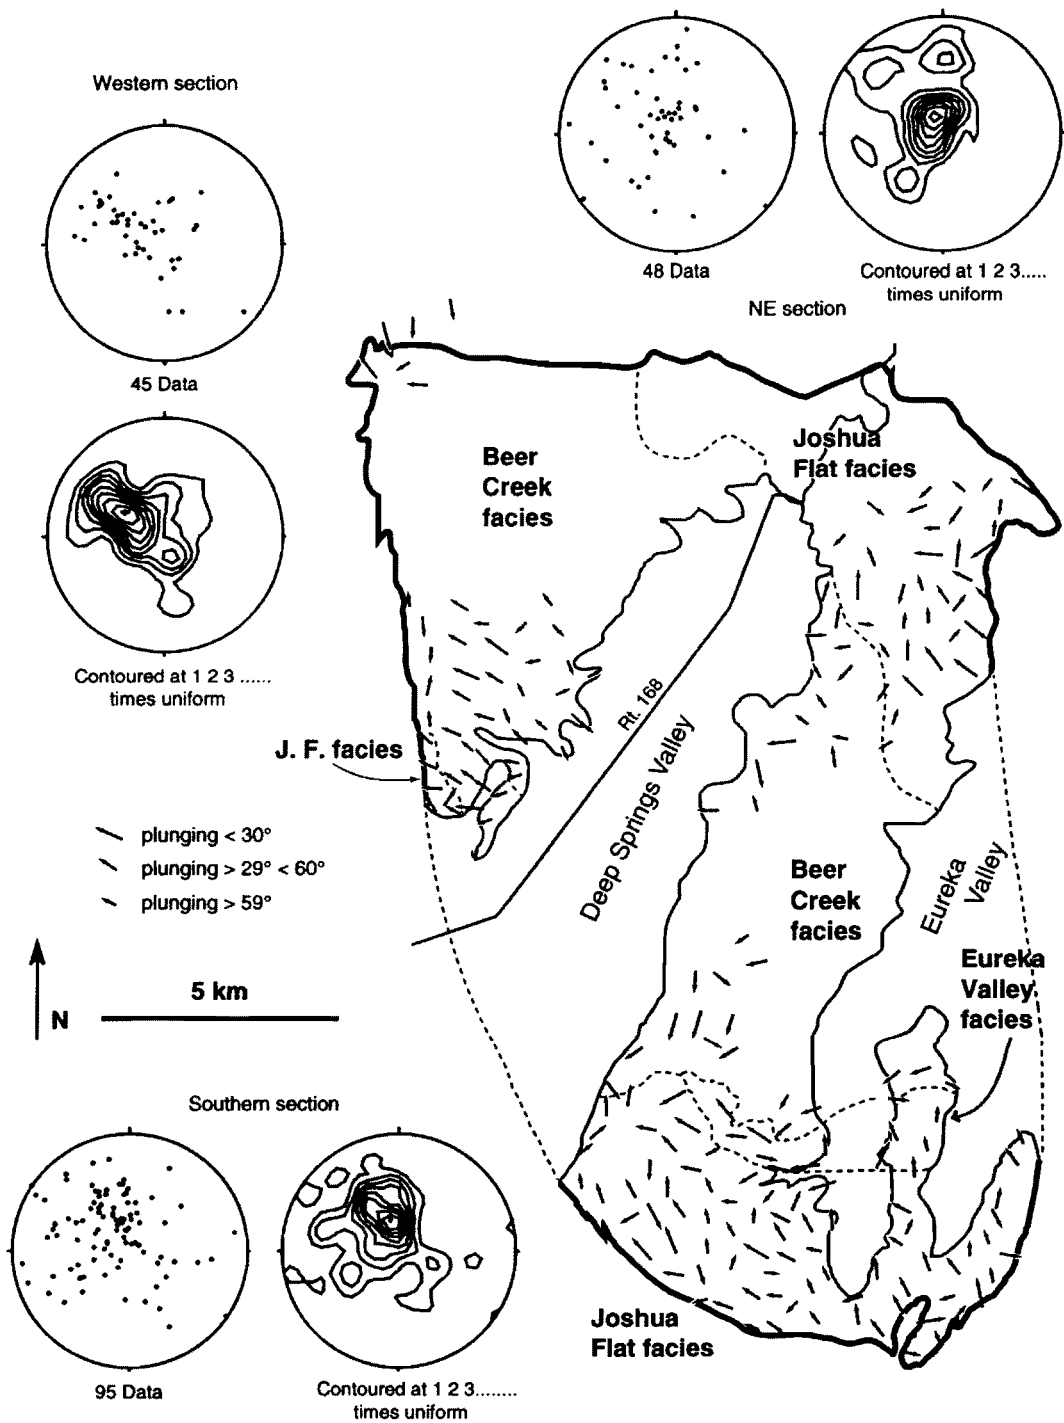 Western section
45 Data
Contoured at 1 2 3 ......
times uniform
48 Data
Contoured at 1 2 3.....
times uniform
NE section
Beer
Creek
facies
Joshua
Flat facies
J. F. facies
Rt. 168
Deep Springs Valley
plunging < 30°
plunging > 29° < 60°
plunging > 59°
Beer
Creek
facies
Eureka
Valley
Eureka
Valley
facies
N
5 km
Southern section
95 Data
Contoured at 1 2 3........
times uniform
Joshua
Flat facies